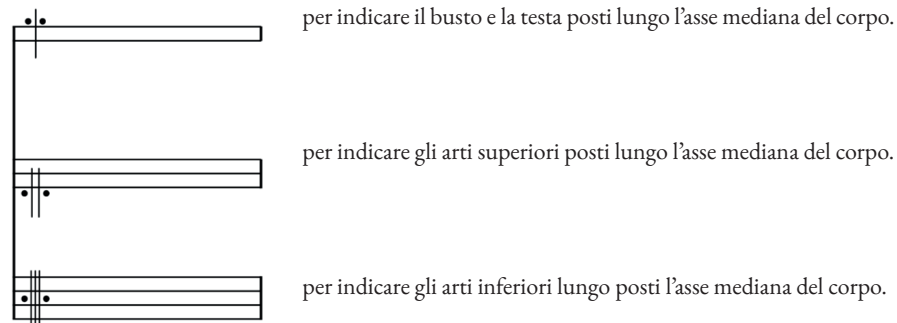 per indicare il busto e la testa posti lungo l’asse mediana del corpo.
per indicare gli arti superiori posti lungo l’asse mediana del corpo.
per indicare gli arti inferiori lungo posti l’asse mediana del corpo.